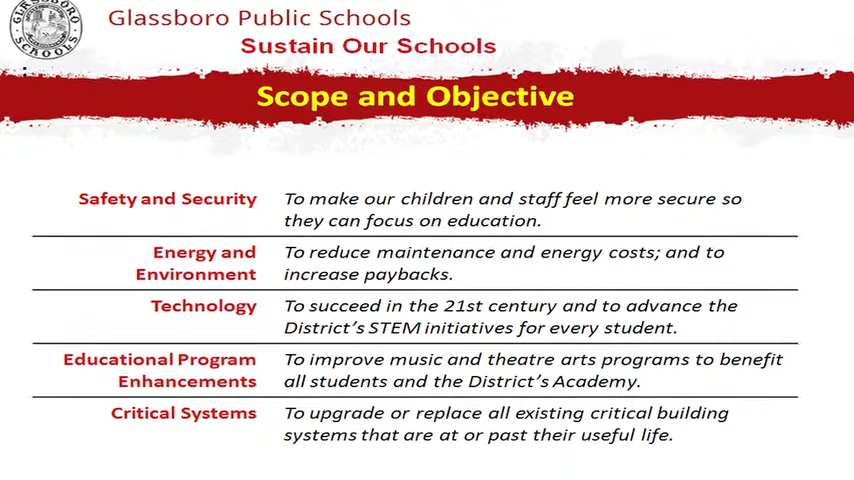 GLASSBORO
SCHOOLS
Glassboro Public Schools
Sustain Our Schools
Scope and Objective
Safety and Security
To make our children and staff feel more secure so
they can focus on education.
Energy and
Environment
To reduce maintenance and energy costs; and to
increase paybacks.
Technology
To succeed in the 21st century and to advance the
District's STEM initiatives for every student.
Educational Program
Enhancements
To improve music and theatre arts programs to benefit
all students and the District's Academy.
Critical Systems
To upgrade or replace all existing critical building
systems that are at or past their useful life.